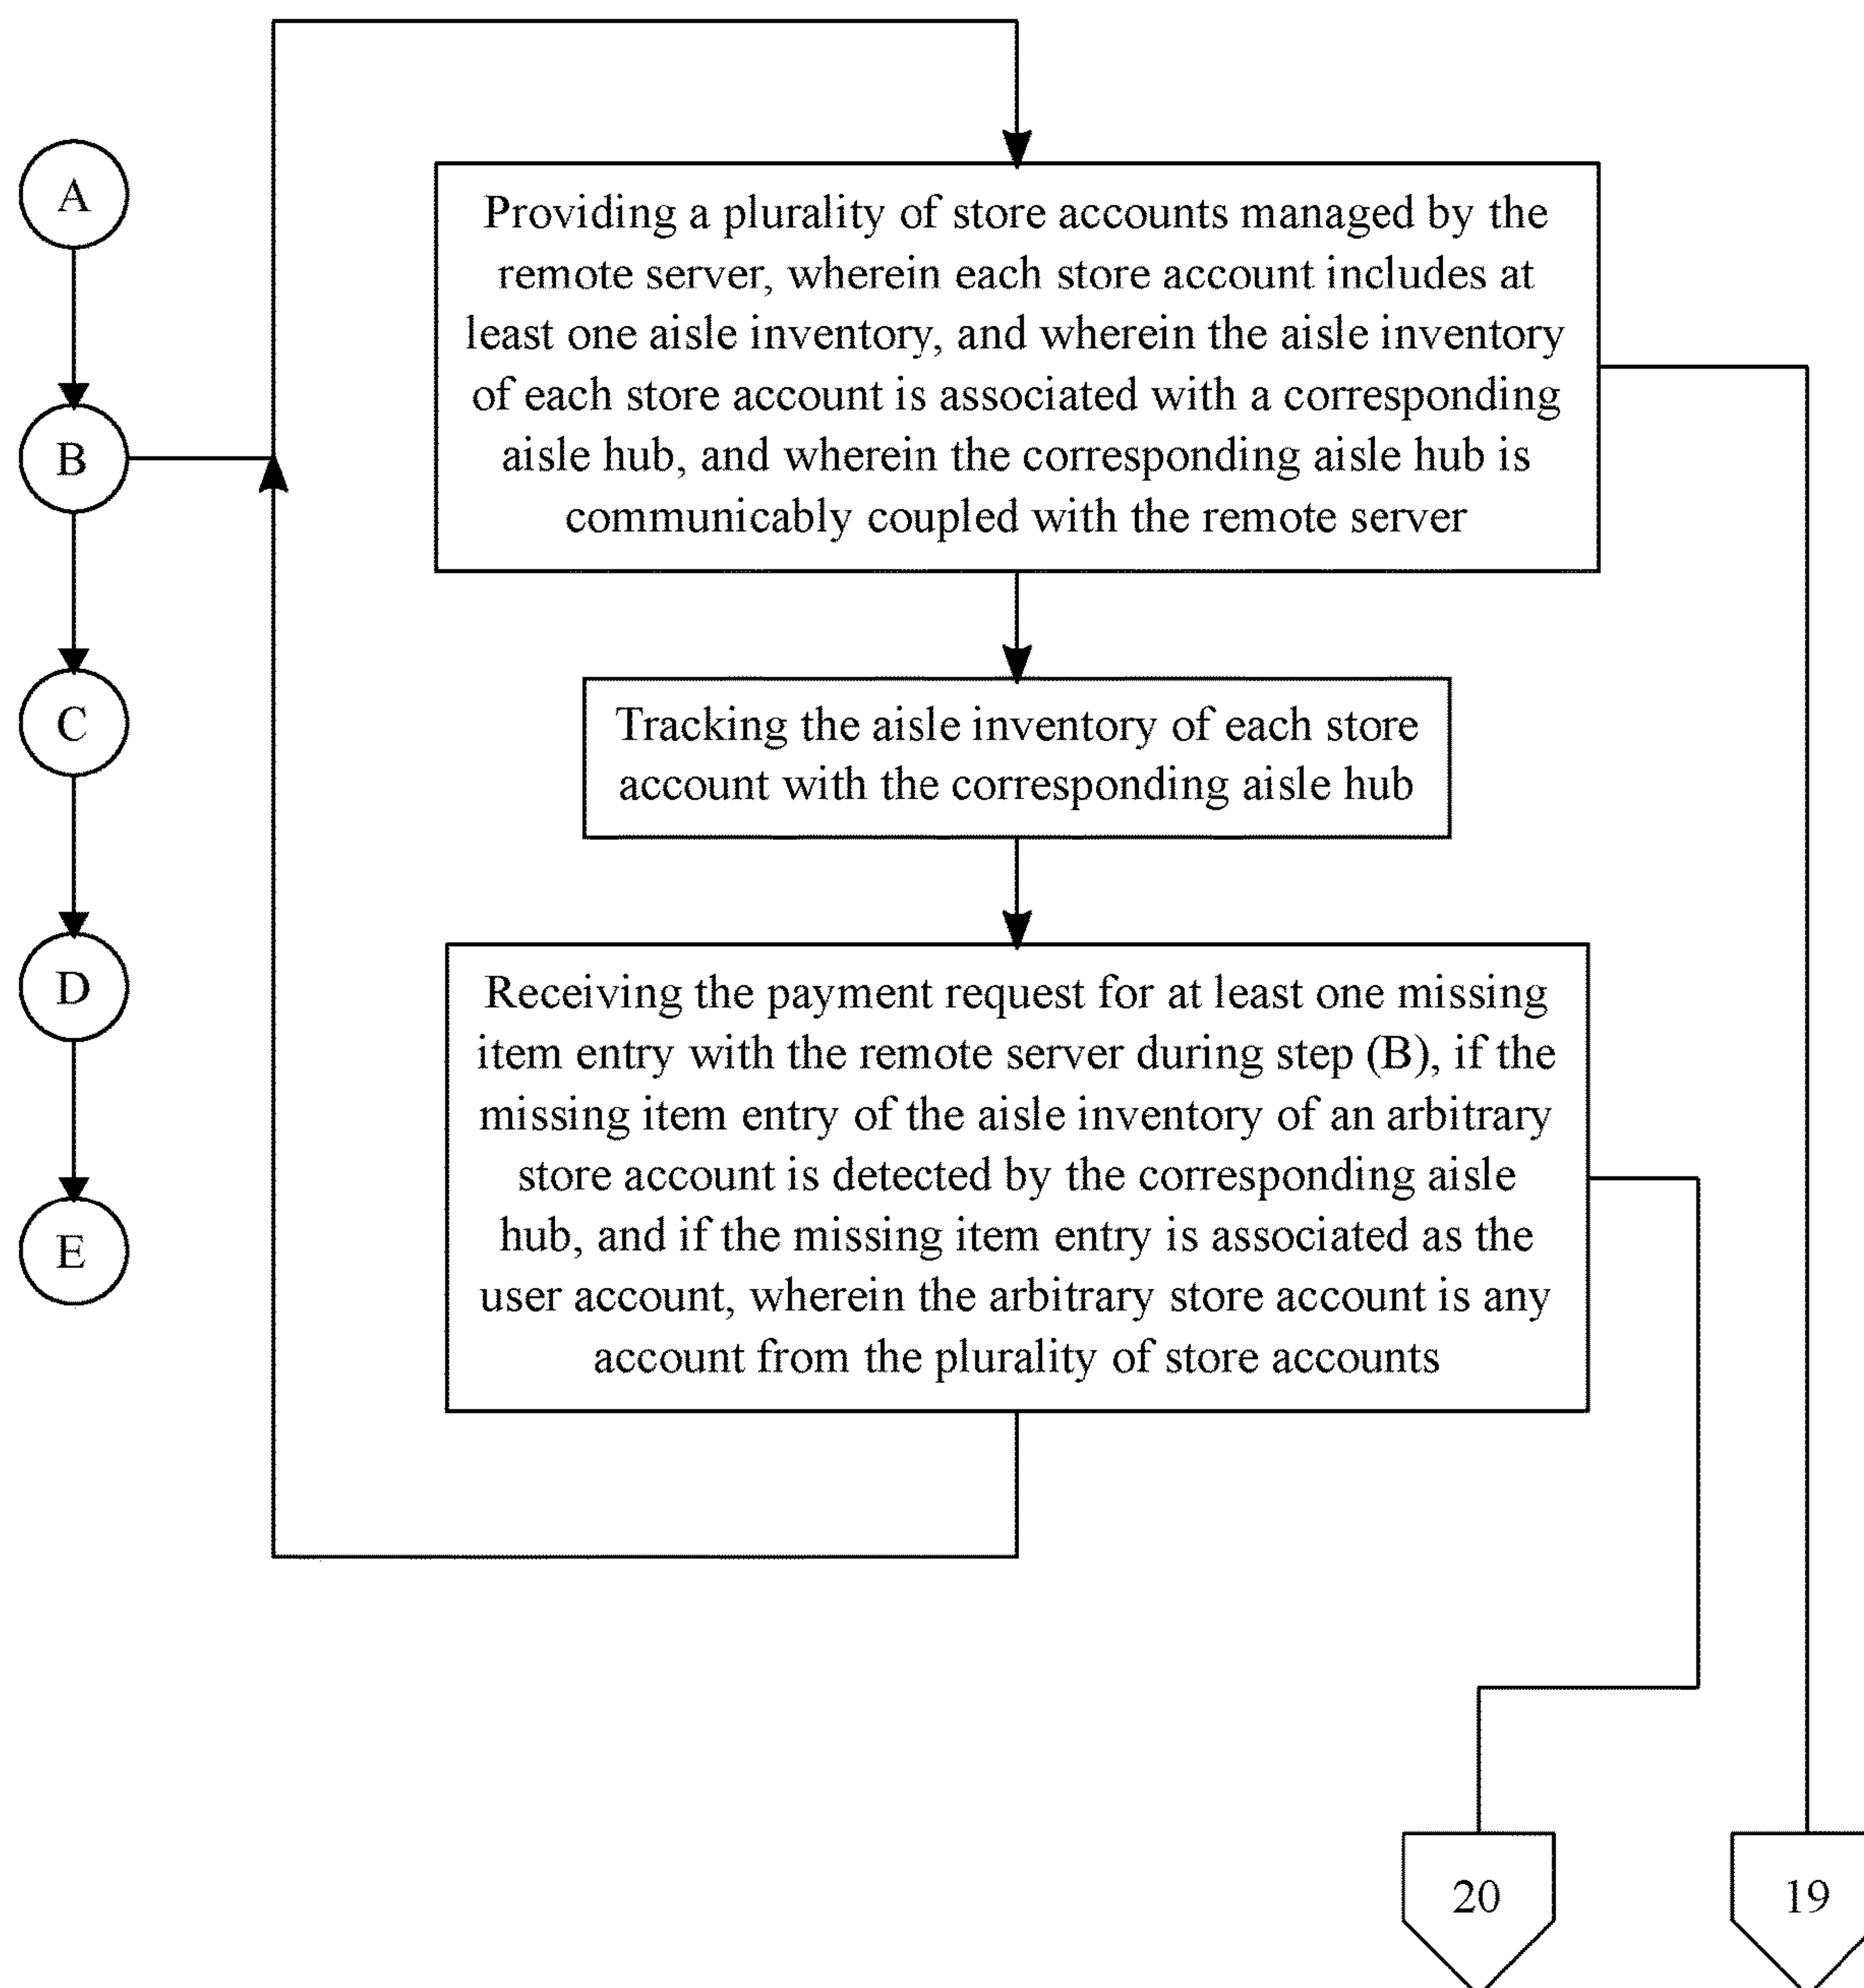 A
B
C
D
E
Providing a plurality of store accounts managed by the
remote server, wherein each store account includes at
least one aisle inventory, and wherein the aisle inventory
of each store account is associated with a corresponding
aisle hub, and wherein the corresponding aisle hub is
communicably coupled with the remote server
Tracking the aisle inventory of each store
account with the corresponding aisle hub
Receiving the payment request for at least one missing
item entry with the remote server during step (B), if the
missing item entry of the aisle inventory of an arbitrary
store account is detected by the corresponding aisle
hub, and if the missing item entry is associated as the
user account, wherein the arbitrary store account is any
account from the plurality of store accounts
20
19